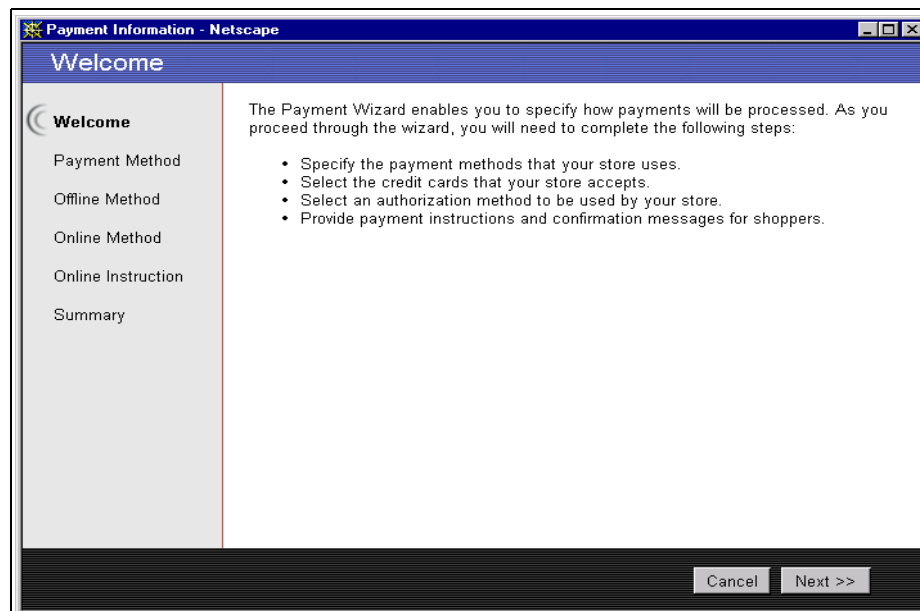 Payment Information - Netscape
Welcome
Welcome
Payment Method
Offline Method
Online Method
Online Instruction
Summary
The Payment Wizard enables you to specify how payments will be processed. As you
proceed through the wizard, you will need to complete the following steps:
• Specify the payment methods that your store uses.
• Select the credit cards that your store accepts.
• Select an authorization method to be used by your store.
• Provide payment instructions and confirmation messages for shoppers.
Cancel
Next >>